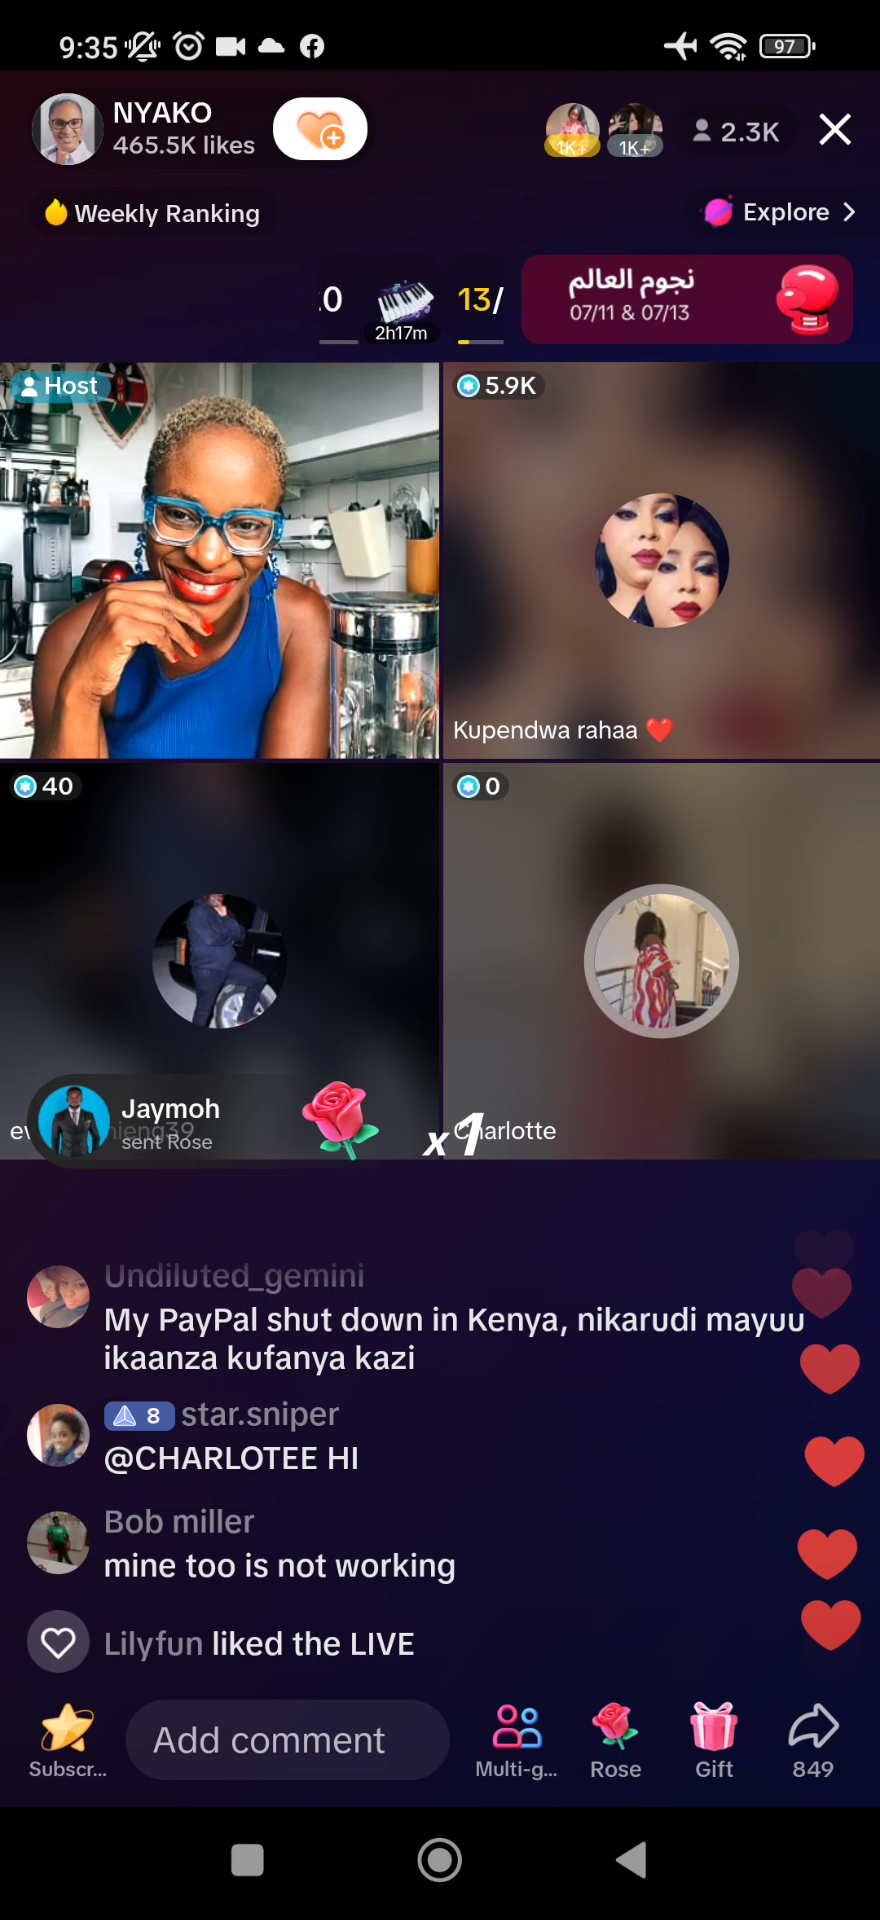 9:35
97
NYAKO
465.5K likes
1K+
1K+
2.3K
Weekly Ranking
Explore
0
2h17m
13/
نجوم العالم
07/11 & 07/13
Host
5.9K
Kupendwa rahaa ❤️
40
0
Jaymoh
sent Rose
x1
Charlotte
Undiluted_gemini
My PayPal shut down in Kenya, nikarudi mayuu
ikaanza kufanya kazi
8 star.sniper
@CHARLOTEE HI
Bob miller
mine too is not working
Lilyfun liked the LIVE
Add comment
Subscr...
Multi-g...
Rose
Gift
849